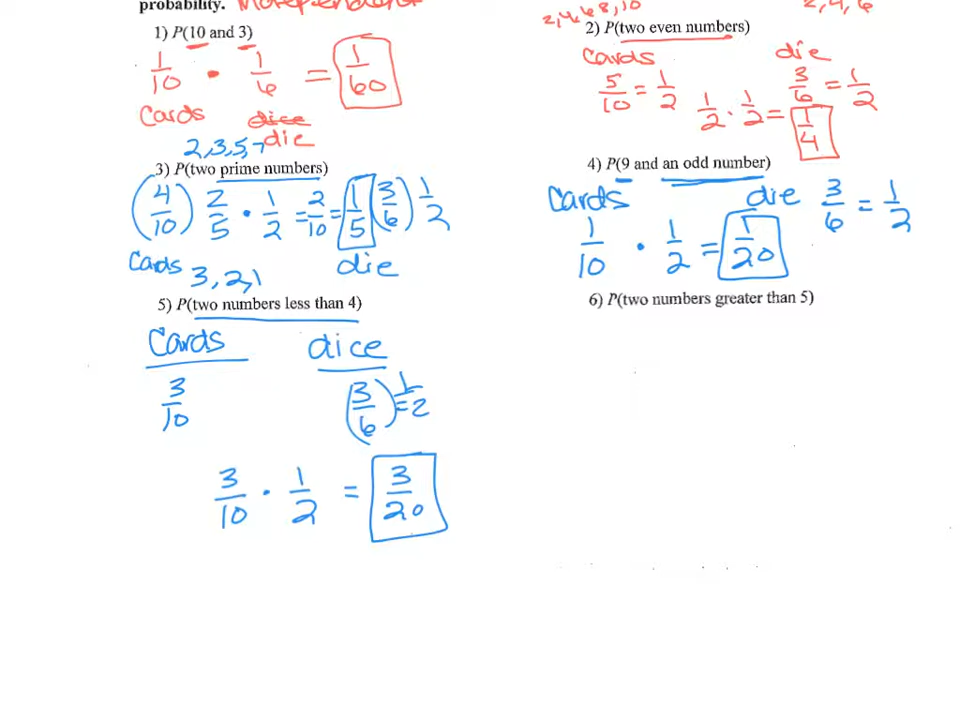 probability. Independent
1) P(10 and 3)
1/10 · 1/6 = 1/60
Cards dice
die
2, 4, 6 8, 10
2, 4, 6
2) P(two even numbers)
Cards die
5/10 = 1/2 1/2 · 1/2 = 1/4 3/6 = 1/2
2, 3, 5, 7
3) P(two prime numbers)
(4/10) 2/5 · 1/2 = 2/10 = 1/5 (3/6) 1/2
Cards die
4) P(9 and an odd number)
Cards die 3/6 = 1/2
1/10 · 1/2 = 1/20
3, 2, 1
5) P(two numbers less than 4)
Cards dice
3/10 (3/6) = 1/2
3/10 · 1/2 = 3/20
6) P(two numbers greater than 5)